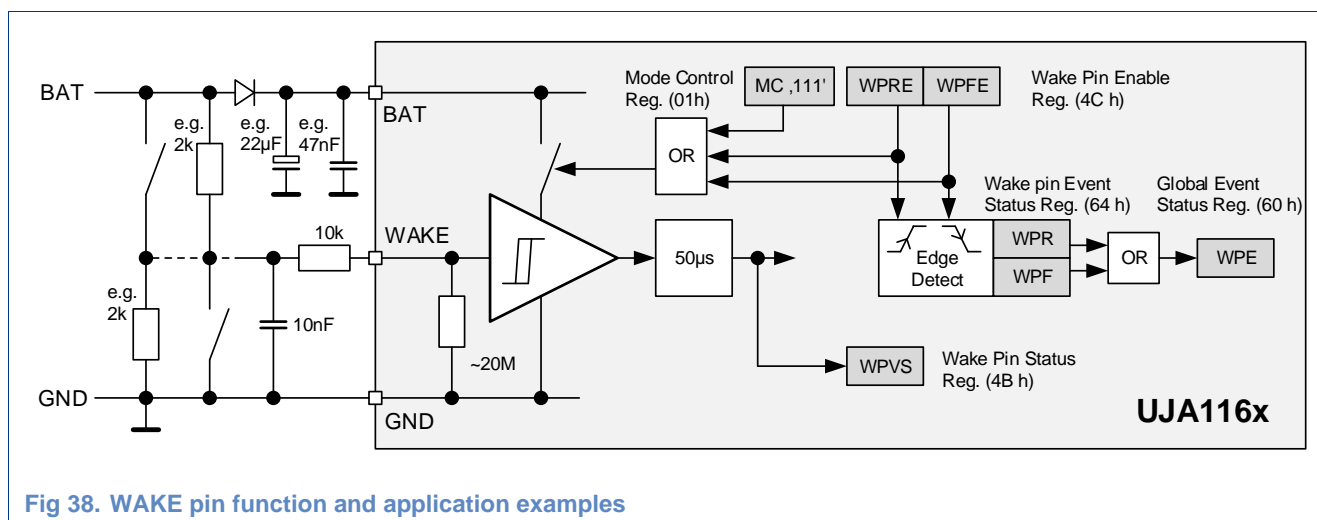 BAT
e.g.
2k
e.g.
22µF
e.g.
47nF
BAT
Mode Control
Reg. (01h)
MC ‚111'
WPRE
WPFE
Wake Pin Enable
Reg. (4C h)
OR
Wake pin Event
Status Reg. (64 h)
Global Event
Status Reg. (60 h)
10k
WAKE
50µs
Edge
Detect
WPR
WPF
OR
WPE
e.g.
2k
10nF
~20M
WPVS
Wake Pin Status
Reg. (4B h)
GND
GND
UJA116x
Fig 38. WAKE pin function and application examples